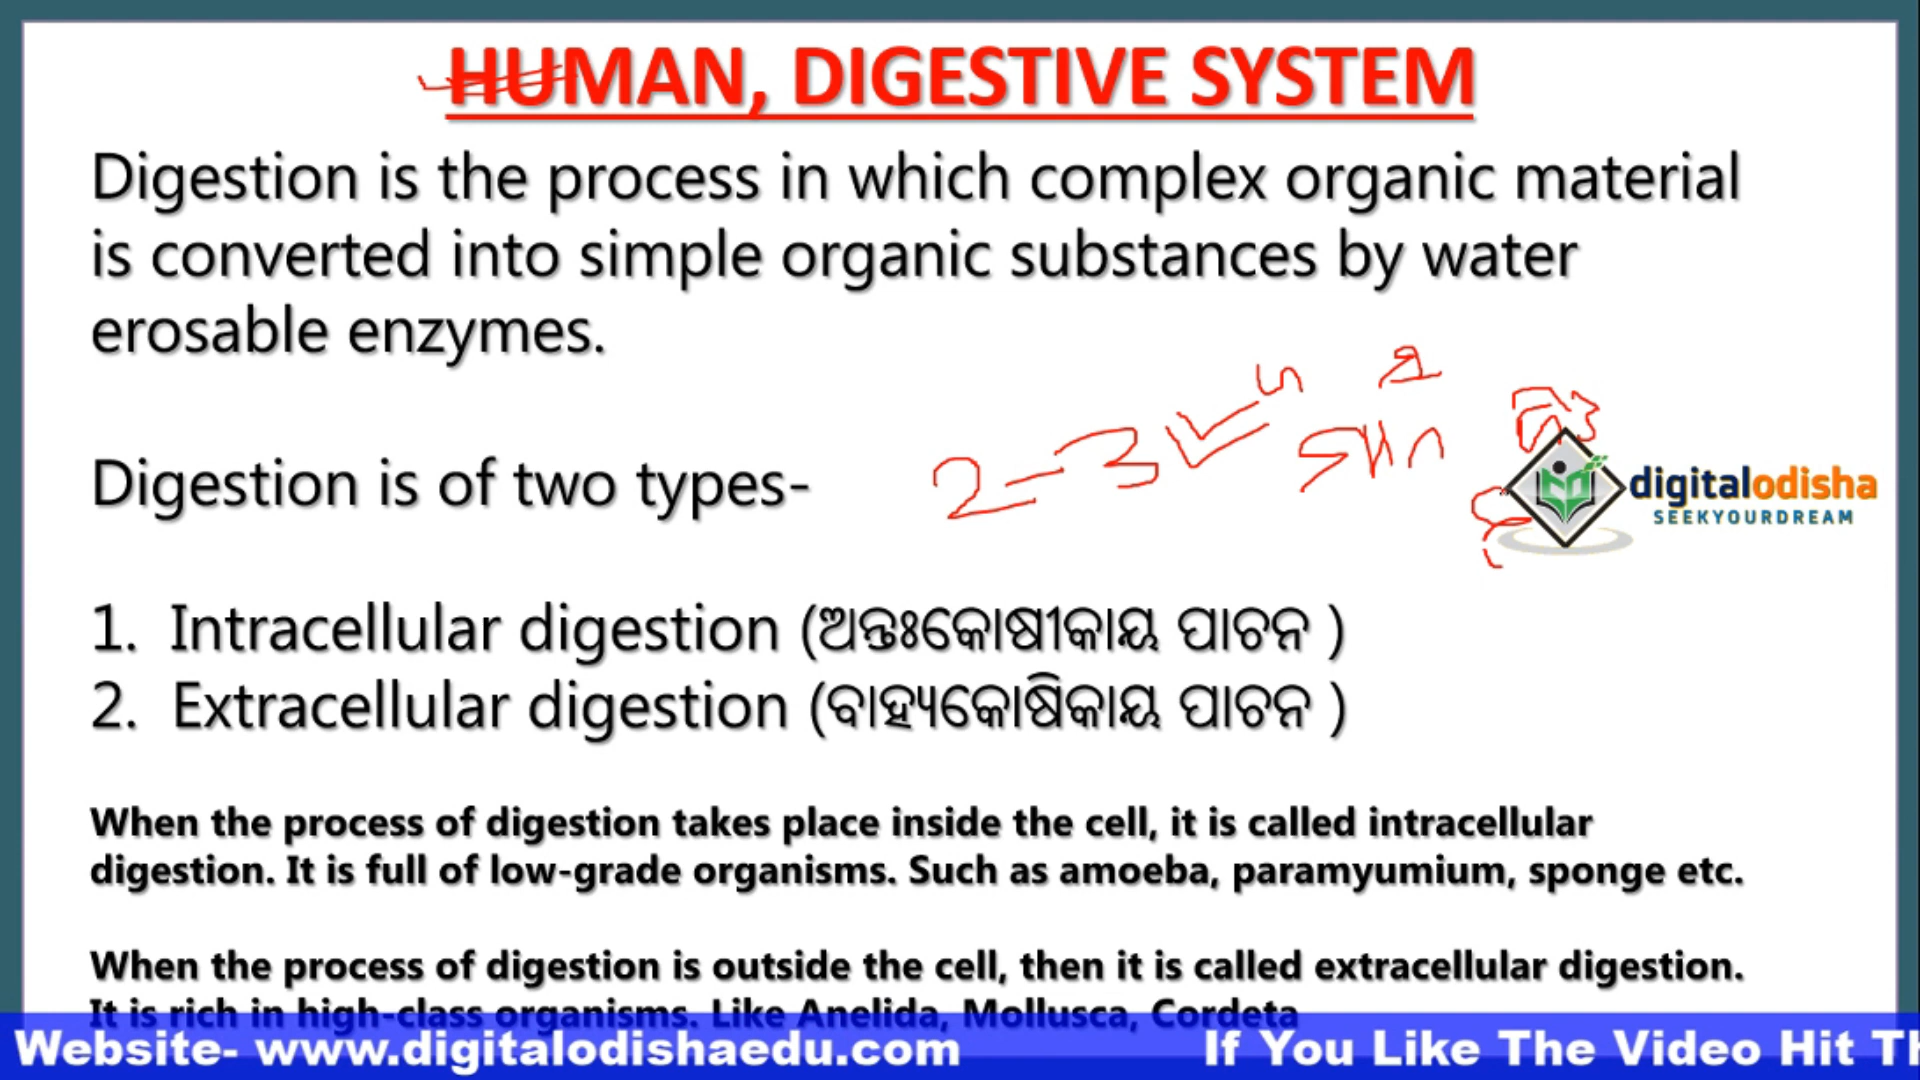 HUMAN, DIGESTIVE SYSTEM
Digestion is the process in which complex organic material
is converted into simple organic substances by water
erosable enzymes.
2-3
Digestion is of two types-
digitalodisha
SEEKYOURDREAM
1. Intracellular digestion (ଅନ୍ତଃକୋଷୀକାୟ ପାଚନ )
2. Extracellular digestion (ବାହ୍ୟକୋଷିକାୟ ପାଚନ )
When the process of digestion takes place inside the cell, it is called intracellular
digestion. It is full of low-grade organisms. Such as amoeba, paramyumium, sponge etc.
When the process of digestion is outside the cell, then it is called extracellular digestion.
It is rich in high-class organisms. Like Anelida, Mollusca, Cordeta
Website- www.digitalodishaedu.com If You Like The Video Hit Th